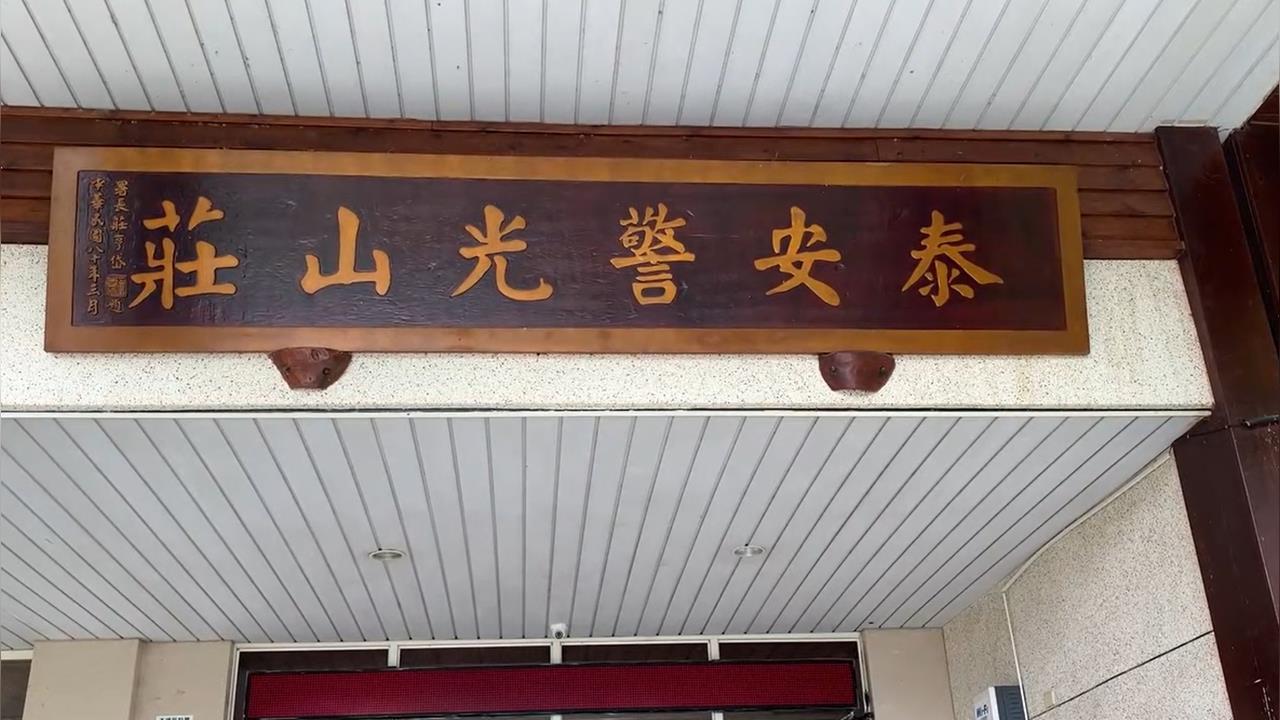 泰安警光山莊
署長莊亨岱題
中華民國八十年三月